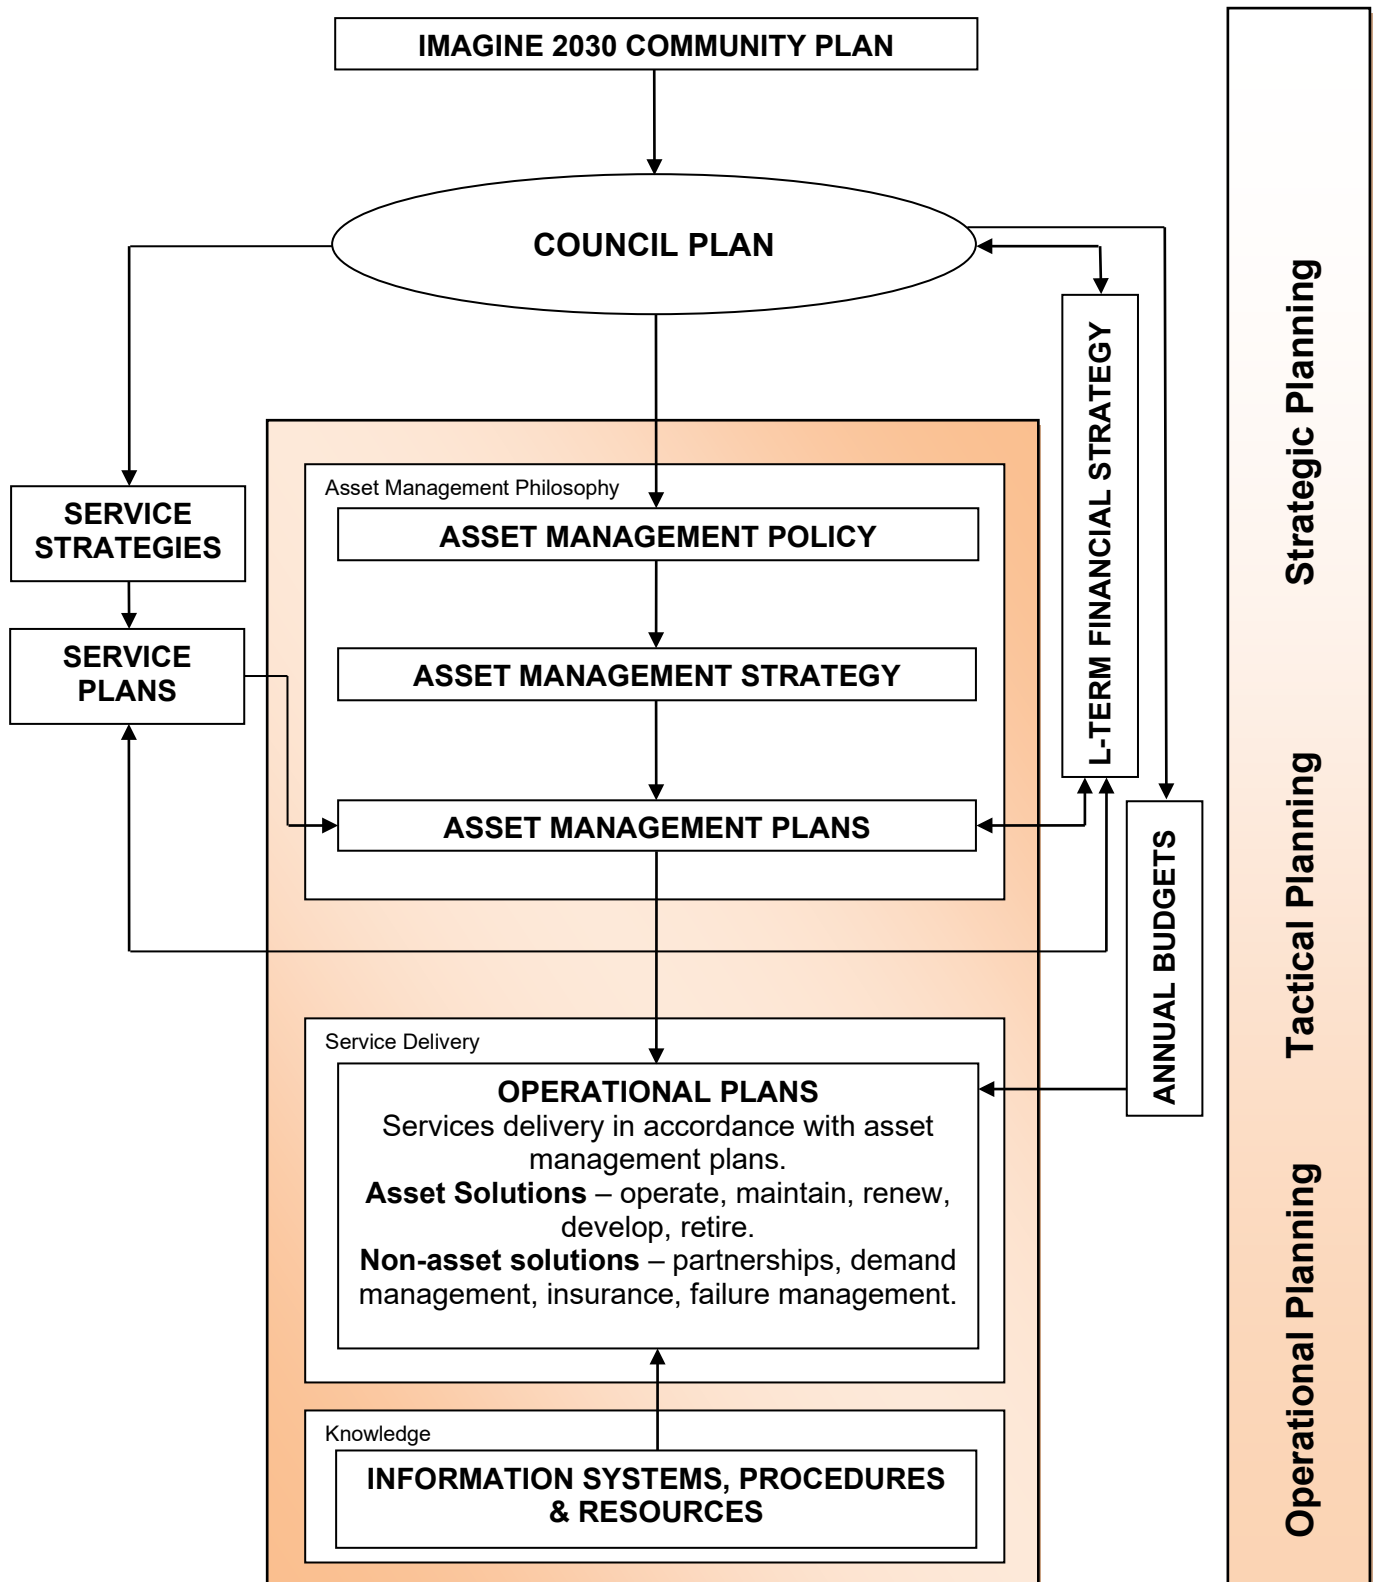 IMAGINE 2030 COMMUNITY PLAN
COUNCIL PLAN
SERVICE
STRATEGIES
SERVICE
PLANS
Asset Management Philosophy
ASSET MANAGEMENT POLICY
ASSET MANAGEMENT STRATEGY
ASSET MANAGEMENT PLANS
L-TERM FINANCIAL STRATEGY
ANNUAL BUDGETS
Service Delivery
OPERATIONAL PLANS
Services delivery in accordance with asset
management plans.
Asset Solutions – operate, maintain, renew,
develop, retire.
Non-asset solutions – partnerships, demand
management, insurance, failure management.
Knowledge
INFORMATION SYSTEMS, PROCEDURES
& RESOURCES
Strategic Planning
Tactical Planning
Operational Planning